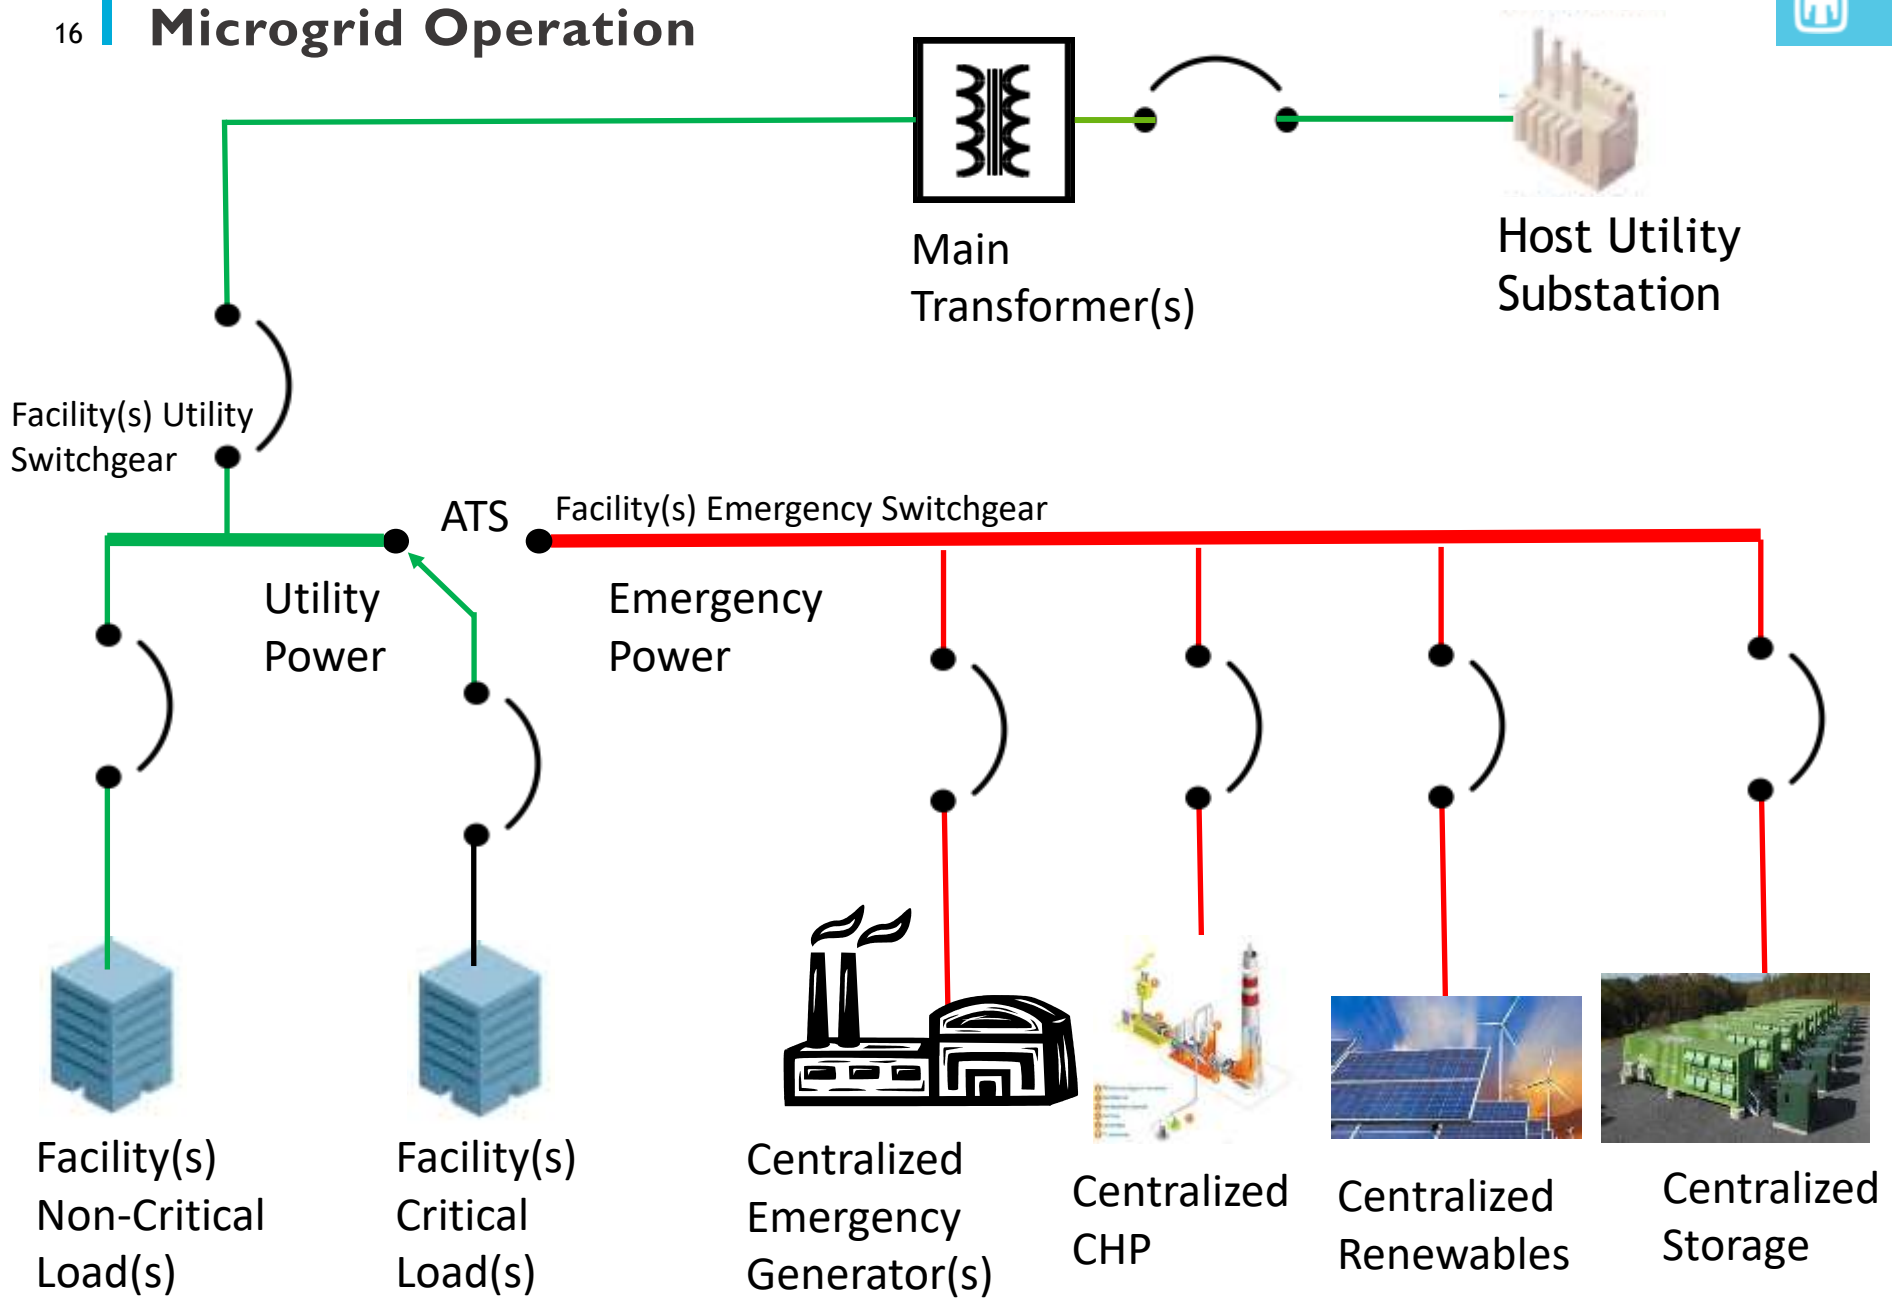 16
Microgrid Operation
Main
Transformer(s)
Host Utility
Substation
Facility(s) Utility
Switchgear
ATS
Facility(s) Emergency Switchgear
Utility
Power
Emergency
Power
Facility(s)
Non-Critical
Load(s)
Facility(s)
Critical
Load(s)
Centralized
Emergency
Generator(s)
Centralized
CHP
Centralized
Renewables
Centralized
Storage